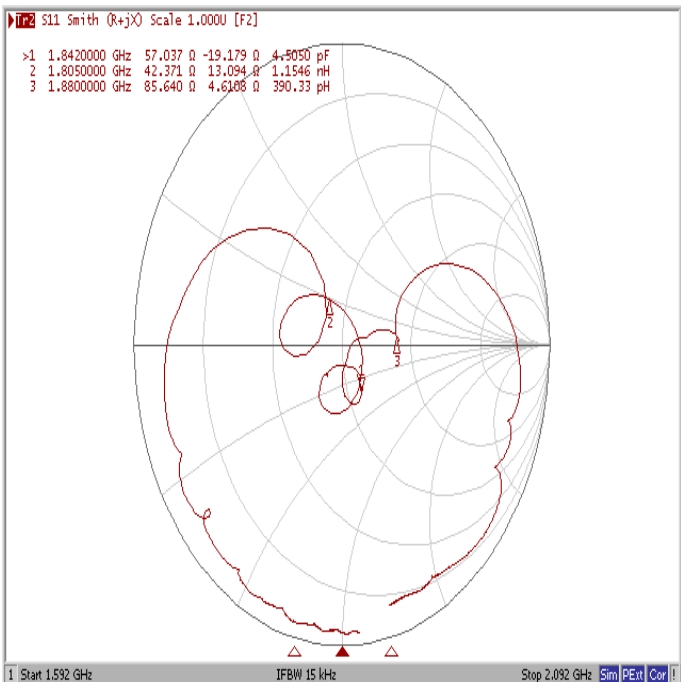 Tr2 S11 Smith (R+jX) Scale 1.000U [F2]
>1 1.8420000 GHz 57.037 Ω -19.179 Ω 4.5050 pF
2 1.8050000 GHz 42.371 Ω 13.094 Ω 1.1546 nH
3 1.8800000 GHz 85.640 Ω 4.6108 Ω 390.33 pH
2
3
1 Start 1.592 GHz IFBW 15 kHz Stop 2.092 GHz Sim PExt Cor !